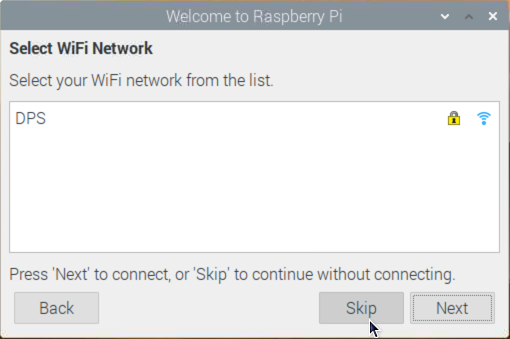 Welcome to Raspberry Pi
Select WiFi Network
Select your WiFi network from the list.
DPS
Press 'Next' to connect, or 'Skip' to continue without connecting.
Back Skip Next